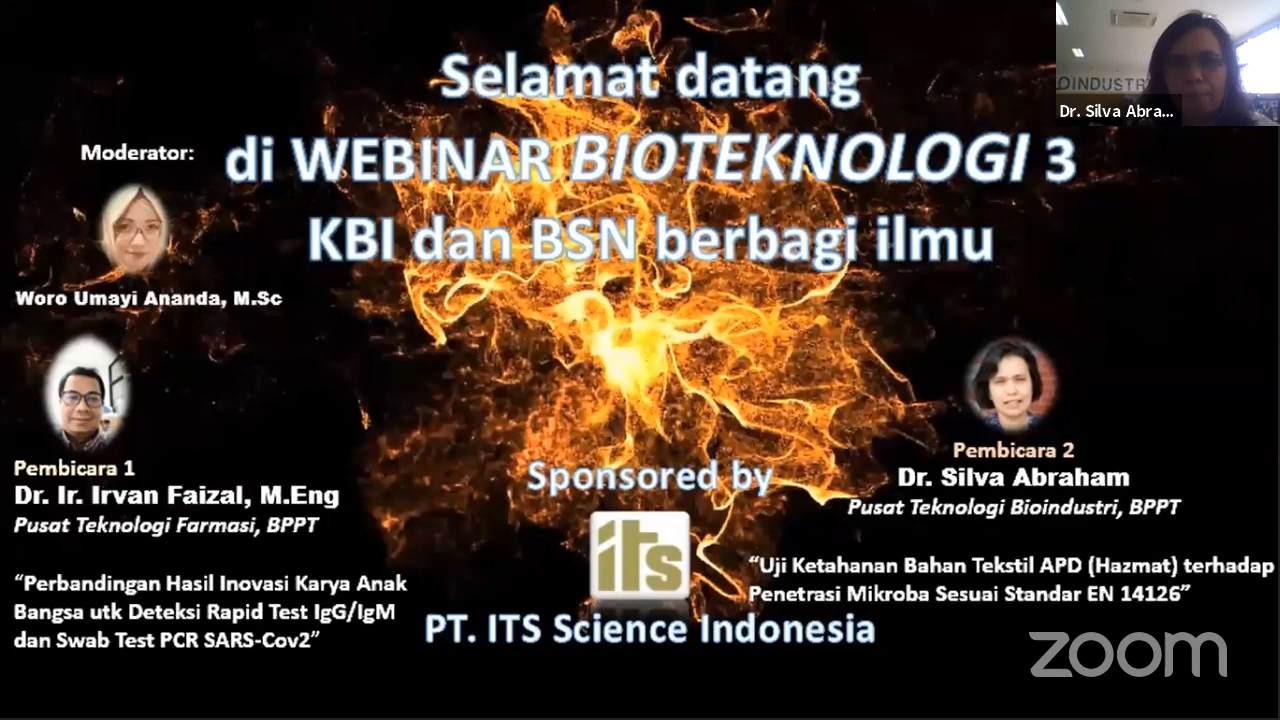 Selamat datang
di WEBINAR BIOTEKNOLOGI 3
KBI dan BSN berbagi ilmu
Moderator:
Woro Umayi Ananda, M.Sc
Pembicara 1
Dr. Ir. Irvan Faizal, M.Eng
Pusat Teknologi Farmasi, BPPT
“Perbandingan Hasil Inovasi Karya Anak
Bangsa utk Deteksi Rapid Test IgG/IgM
dan Swab Test PCR SARS-Cov2”
Sponsored by
its
PT. ITS Science Indonesia
Pembicara 2
Dr. Silva Abraham
Pusat Teknologi Bioindustri, BPPT
“Uji Ketahanan Bahan Tekstil APD (Hazmat) terhadap
Penetrasi Mikroba Sesuai Standar EN 14126”
OINDUSTR
Dr. Silva Abra...
zoom